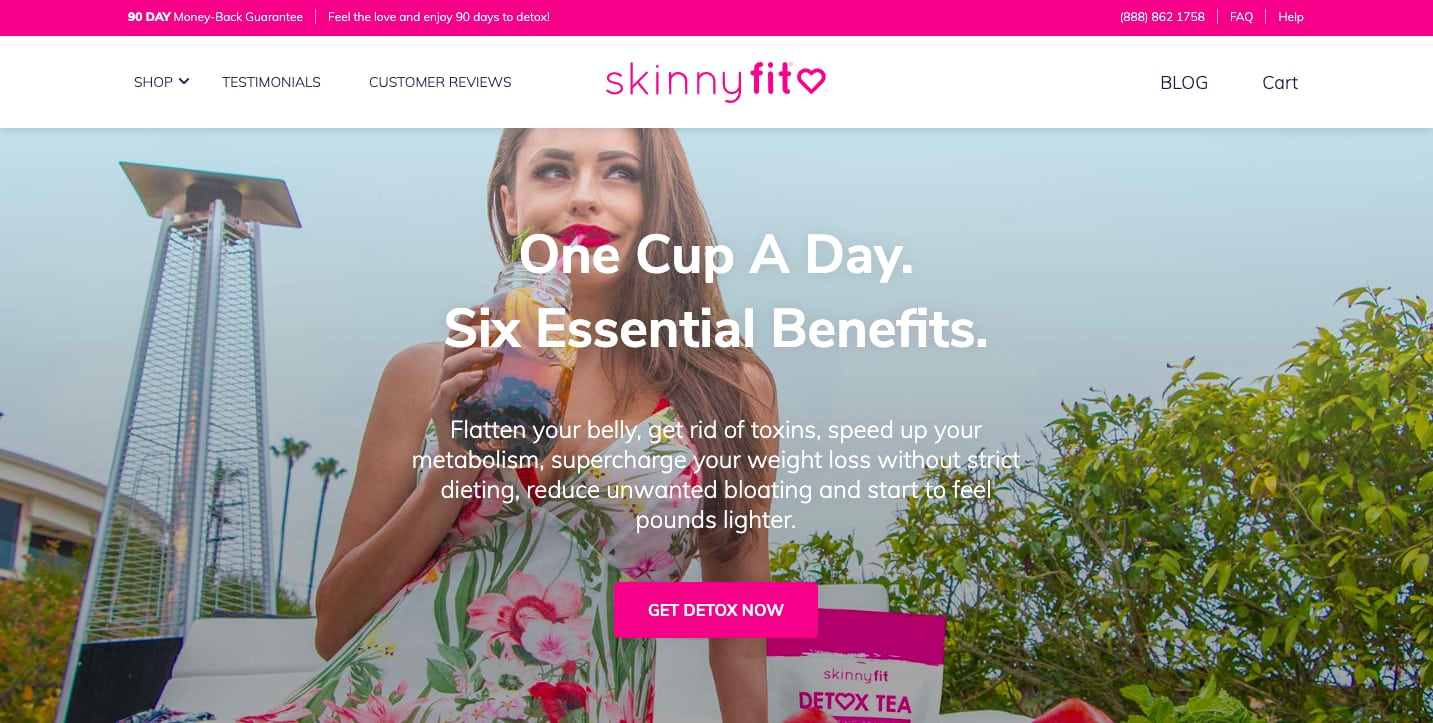 90 DAY Money-Back Guarantee
Feel the love and enjoy 90 days to detox!
(888) 862 1758
FAQ
Help
SHOP
TESTIMONIALS
CUSTOMER REVIEWS
skinnyfit
BLOG
Cart
One Cup A Day.
Six Essential Benefits.
Flatten your belly, get rid of toxins, speed up your
metabolism, supercharge your weight loss without strict
dieting, reduce unwanted bloating and start to feel
pounds lighter.
GET DETOX NOW
skinnyfit
DETOX TEA